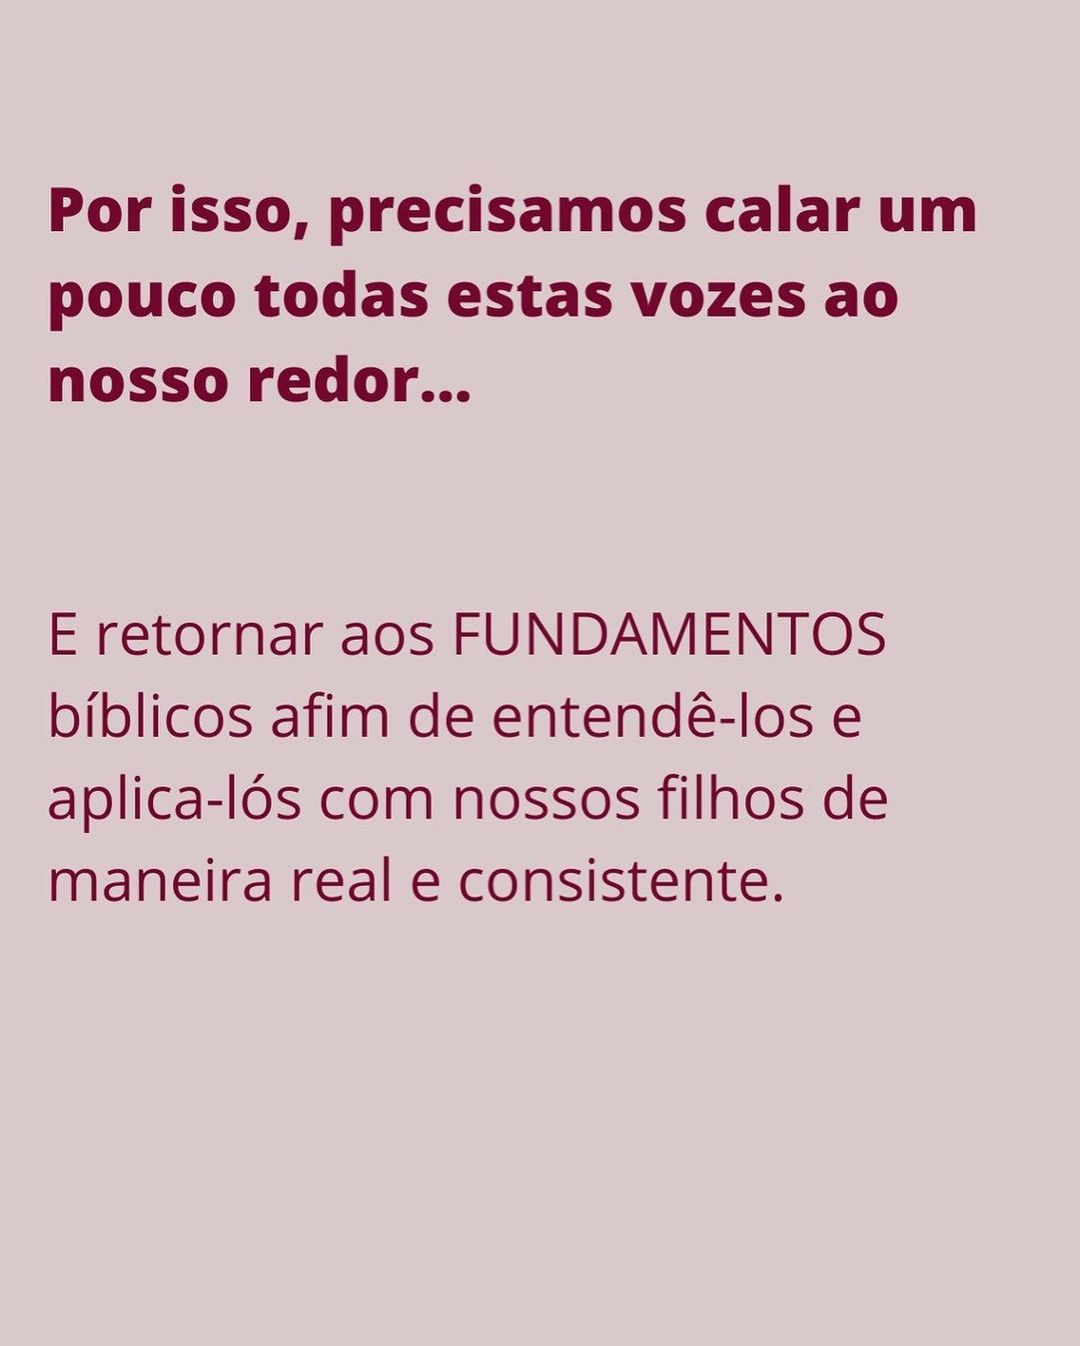 Por isso, precisamos calar um
pouco todas estas vozes ao
nosso redor...
E retornar aos FUNDAMENTOS
bíblicos afim de entendê-los e
aplica-lós com nossos filhos de
maneira real e consistente.